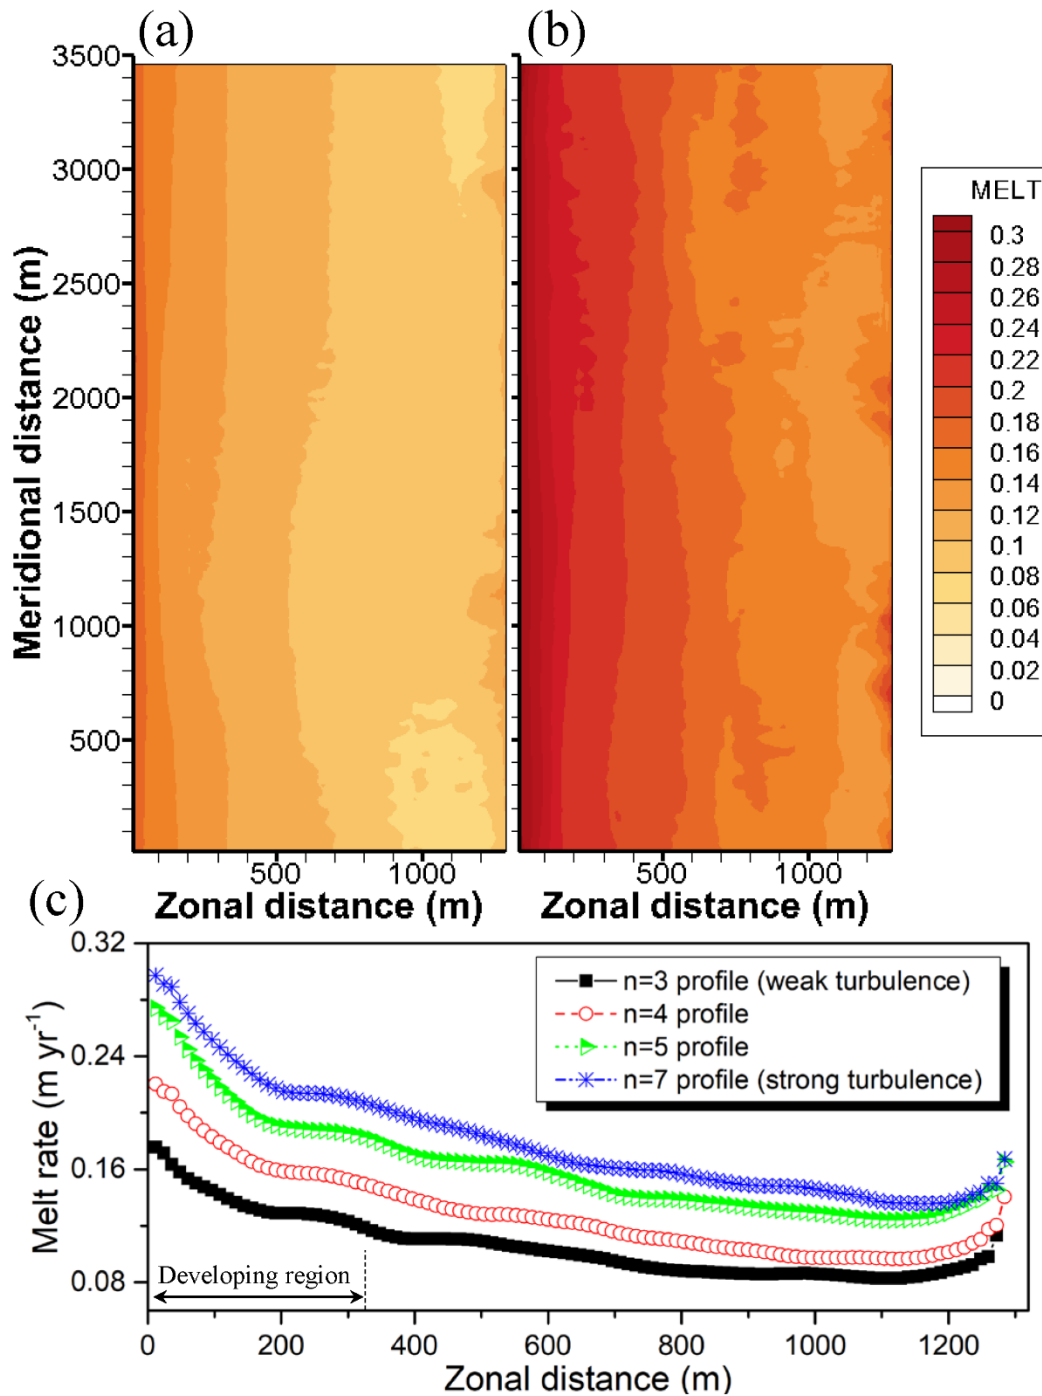 (a) (b)
3500
3000
2500
2000
1500
1000
500
Meridional distance (m)
MELT
0.3
0.28
0.26
0.24
0.22
0.2
0.18
0.16
0.14
0.12
0.1
0.08
0.06
0.04
0.02
0
500 1000 500 1000
Zonal distance (m) Zonal distance (m)
(c)
0.32
0.24
0.16
0.08
Melt rate (m yr-1)
n=3 profile (weak turbulence)
n=4 profile
n=5 profile
n=7 profile (strong turbulence)
Developing region
0 200 400 600 800 1000 1200
Zonal distance (m)